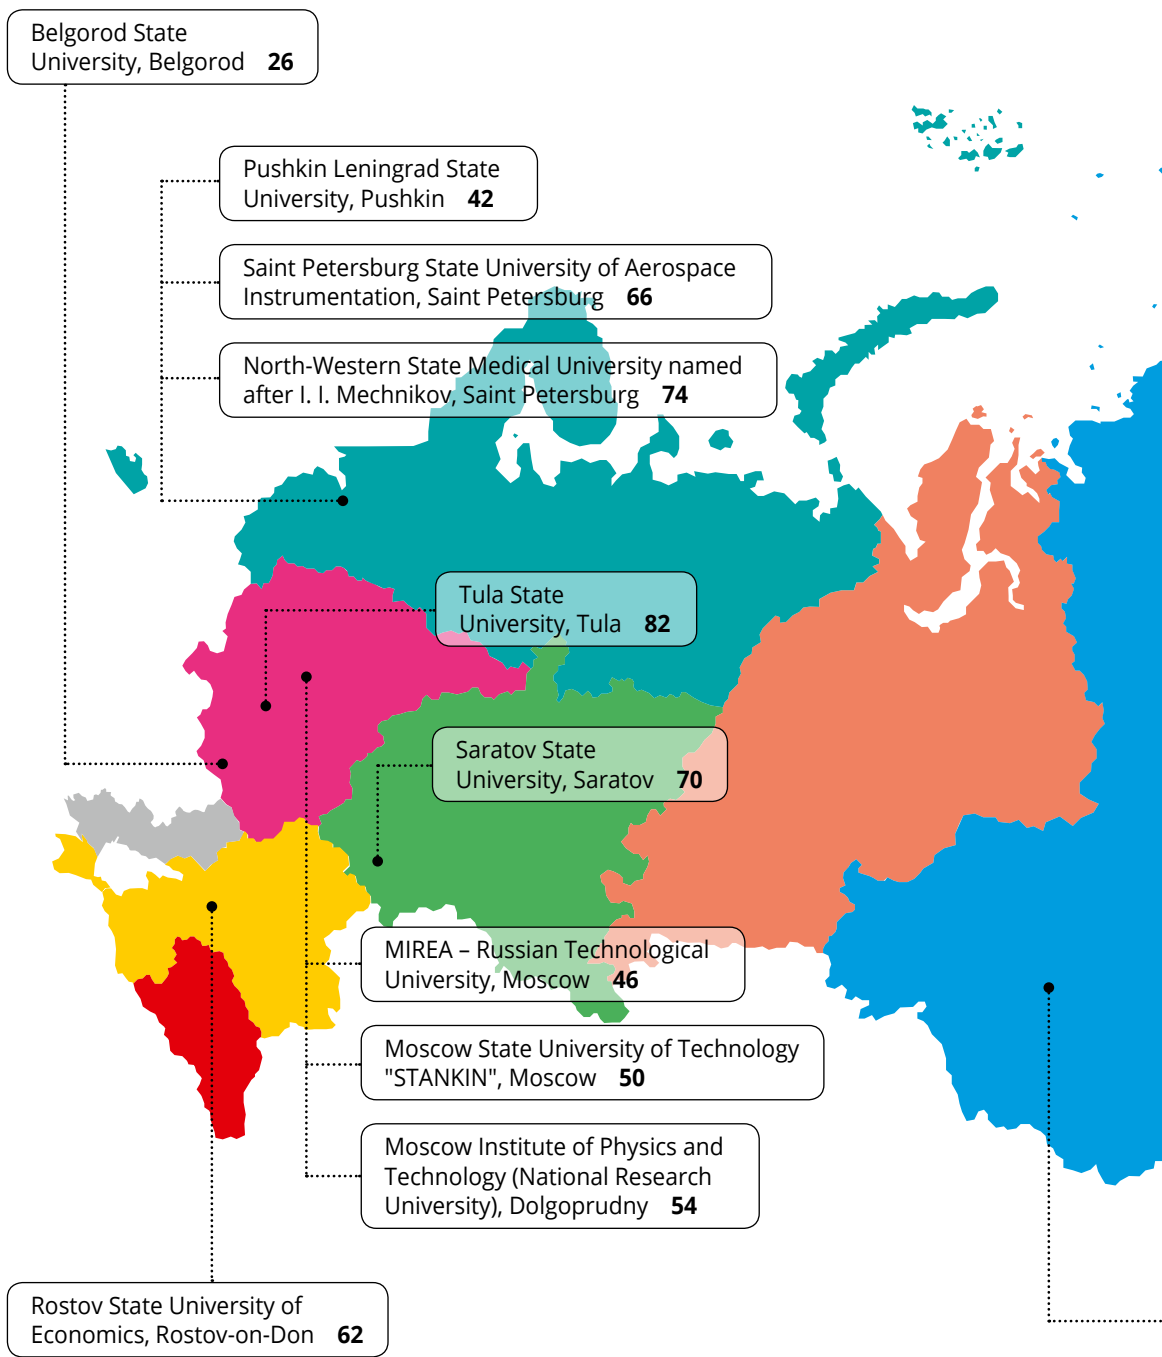 Belgorod State
University, Belgorod 26
Pushkin Leningrad State
University, Pushkin 42
Saint Petersburg State University of Aerospace
Instrumentation, Saint Petersburg 66
North-Western State Medical University named
after I. I. Mechnikov, Saint Petersburg 74
Tula State
University, Tula 82
Saratov State
University, Saratov 70
MIREA – Russian Technological
University, Moscow 46
Moscow State University of Technology
"STANKIN", Moscow 50
Moscow Institute of Physics and
Technology (National Research
University), Dolgoprudny 54
Rostov State University of
Economics, Rostov-on-Don 62